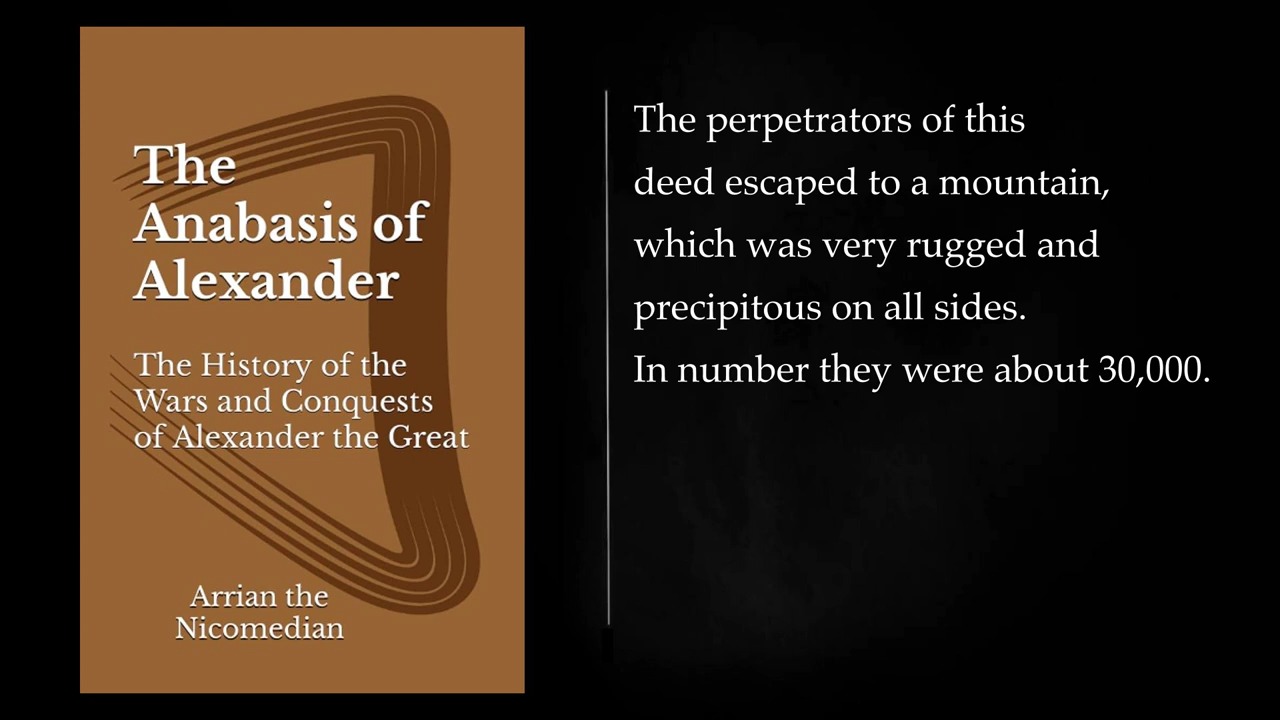 The
Anabasis of
Alexander
The History of the
Wars and Conquests
of Alexander the Great
Arrian the
Nicomedian
The perpetrators of this
deed escaped to a mountain,
which was very rugged and
precipitous on all sides.
In number they were about 30,000.